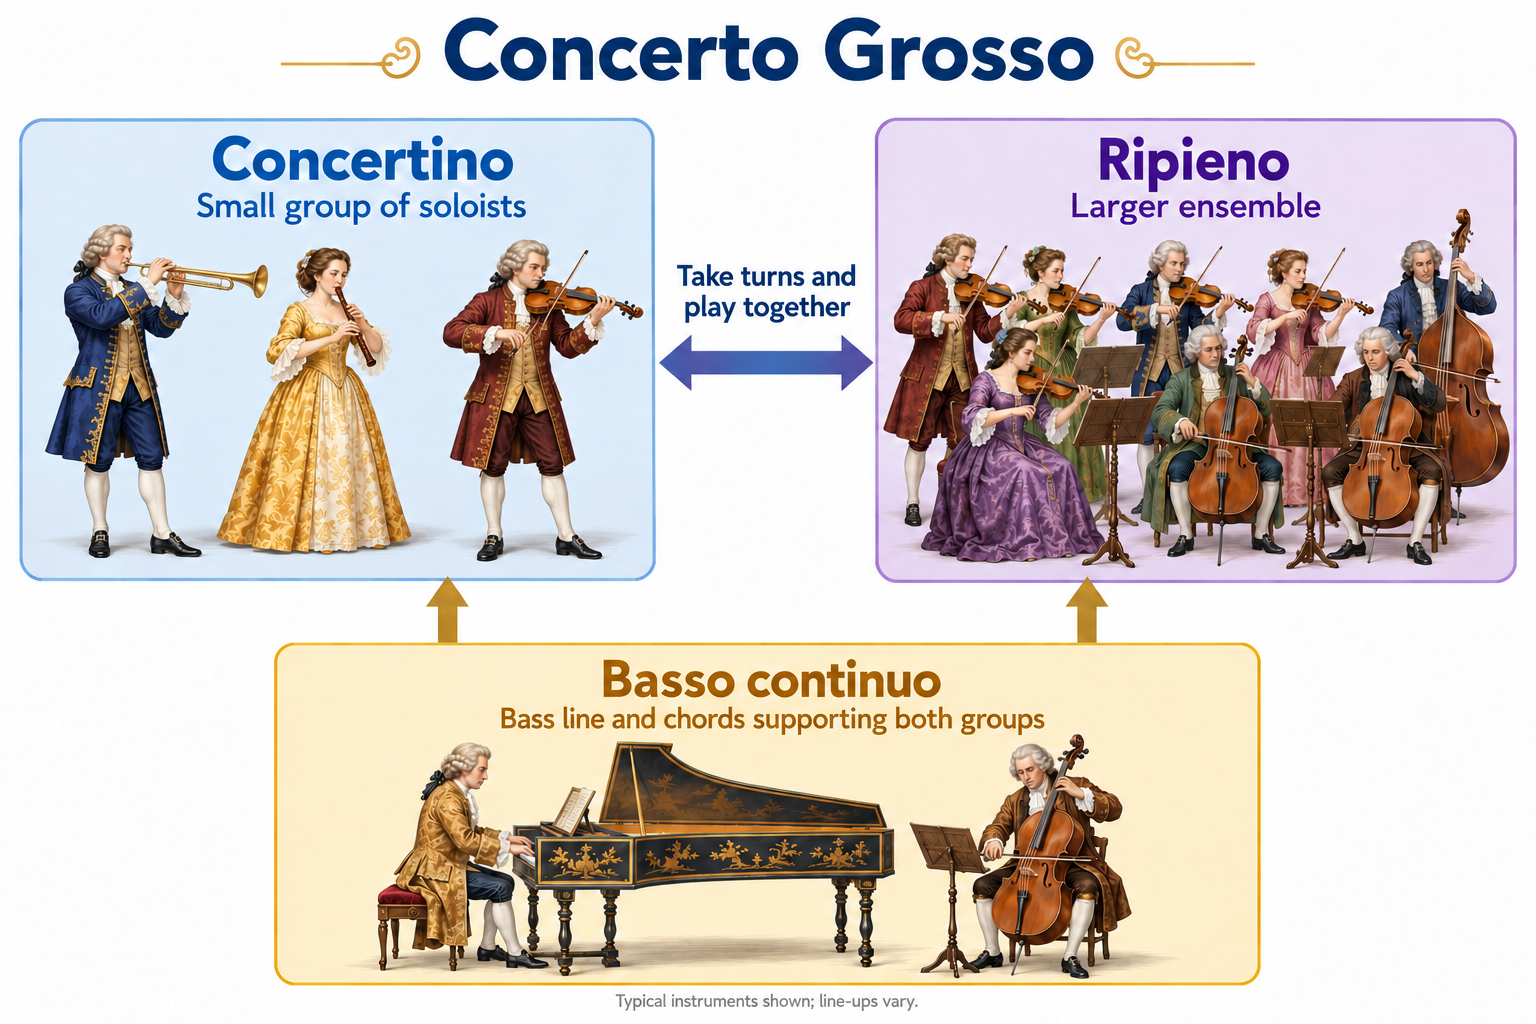 Concerto Grosso
Concertino
Small group of soloists
Take turns and
play together
Ripieno
Larger ensemble
Basso continuo
Bass line and chords supporting both groups
Typical instruments shown; line-ups vary.